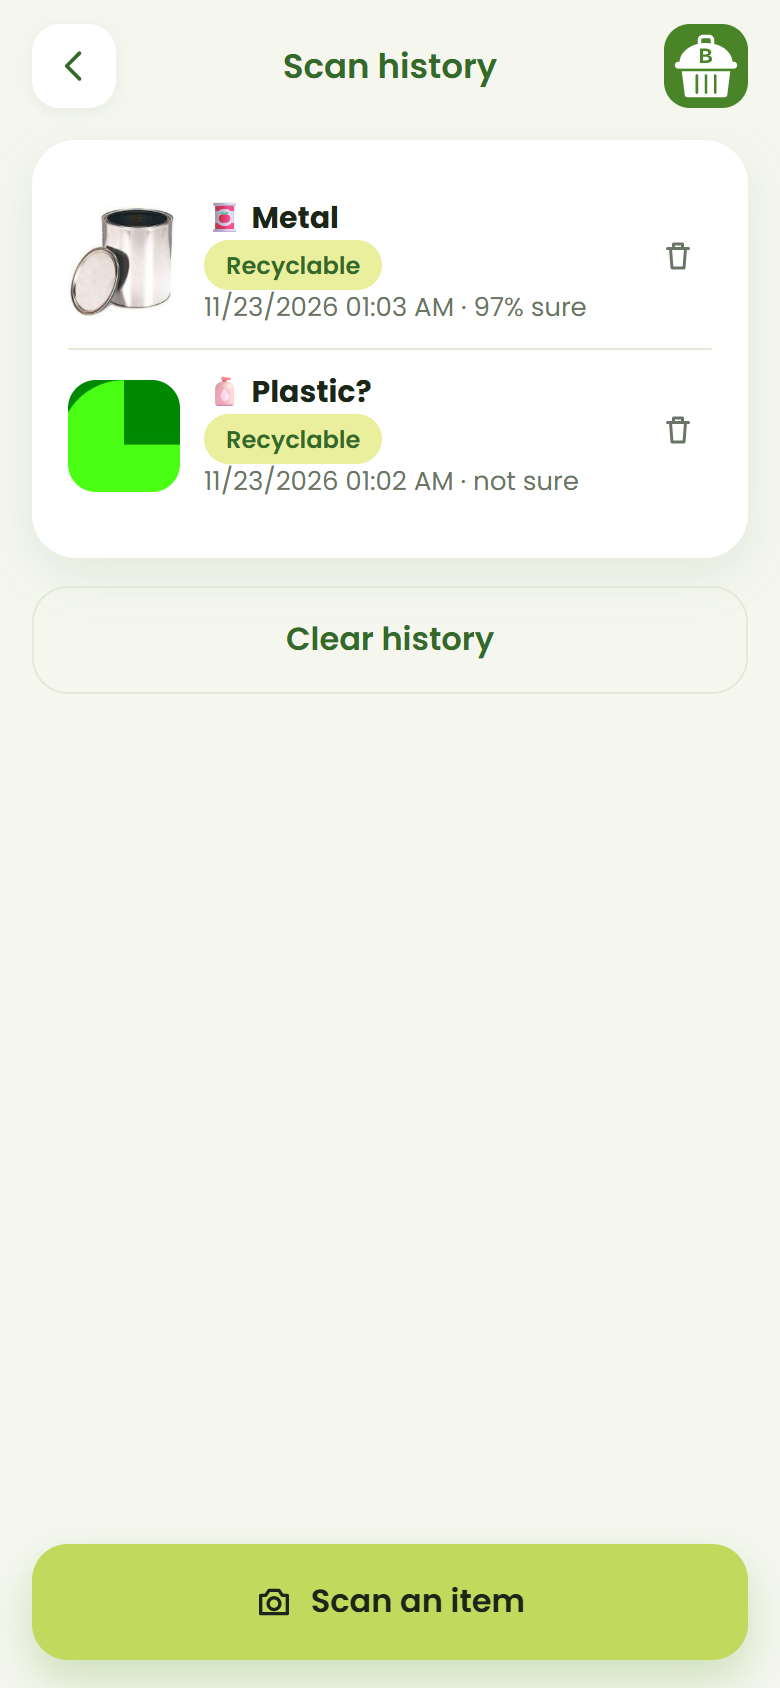 Scan history
B
Metal
Recyclable
11/23/2026 01:03 AM · 97% sure
Plastic?
Recyclable
11/23/2026 01:02 AM · not sure
Clear history
Scan an item